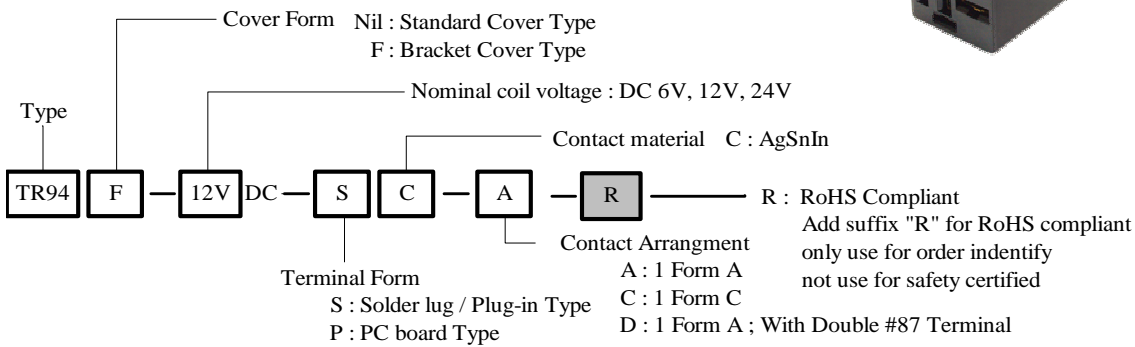 Cover Form Nil : Standard Cover Type
F : Bracket Cover Type
Nominal coil voltage : DC 6V, 12V, 24V
Type
Contact material C : AgSnIn
TR94 F 12V DC S C A R R : RoHS Compliant
Add suffix "R" for RoHS compliant
only use for order indentify
not use for safety certified
Contact Arrangment
A : 1 Form A
C : 1 Form C
D : 1 Form A ; With Double #87 Terminal
Terminal Form
S : Solder lug / Plug-in Type
P : PC board Type